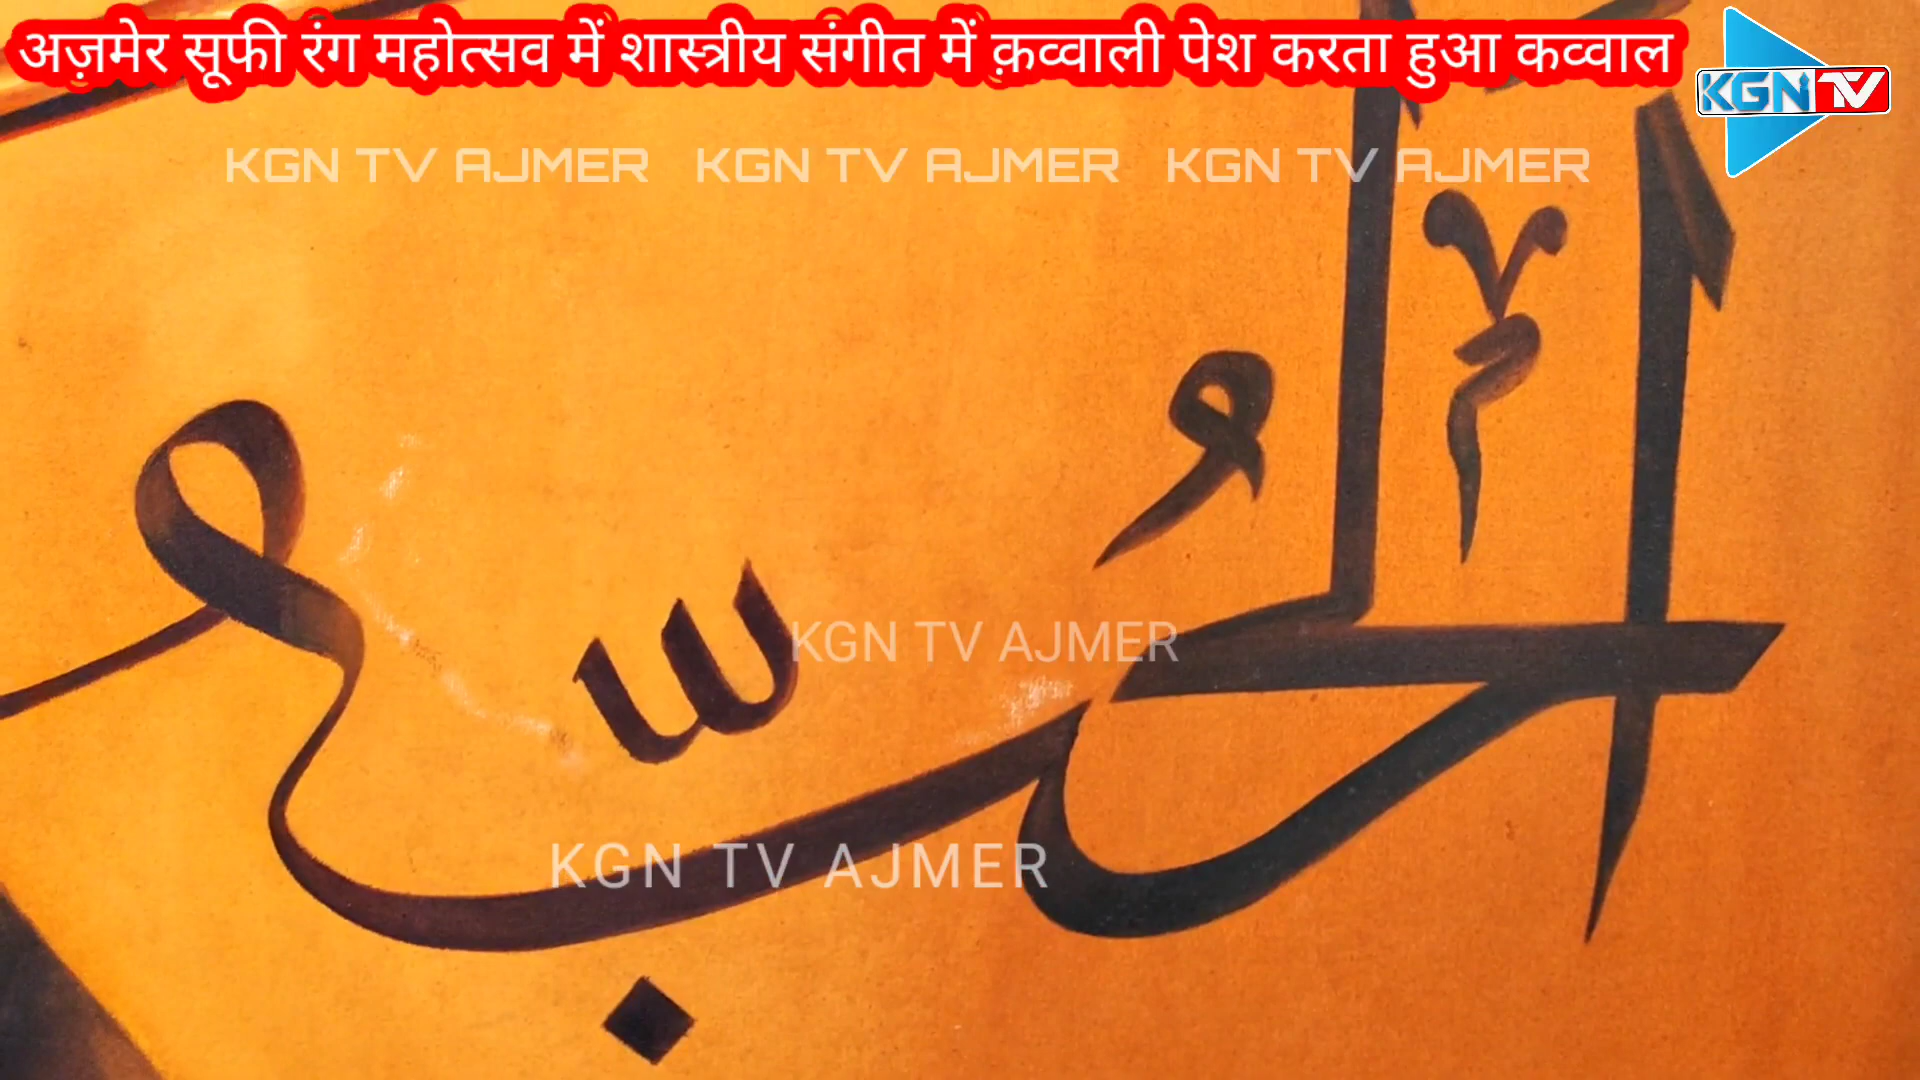 अज़मेर सूफी रंग महोत्सव में शास्त्रीय संगीत में क़व्वाली पेश करता हुआ कव्वाल
KGN TV
KGN TV AJMER KGN TV AJMER KGN TV AJMER
الحب
KGN TV AJMER
KGN TV AJMER